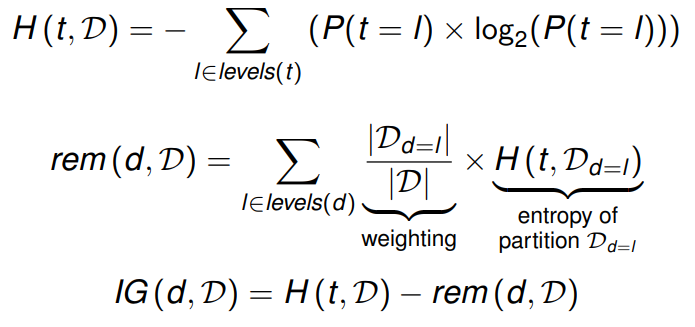 H(t, 𝒟) = − ∑ l∈levels(t) (P(t = l) × log₂(P(t = l)))
rem(d, 𝒟) = ∑ l∈levels(d) |𝒟_{d=l}| / |𝒟| × H(t, 𝒟_{d=l})
weighting
entropy of
partition 𝒟_{d=l}
IG(d, 𝒟) = H(t, 𝒟) − rem(d, 𝒟)